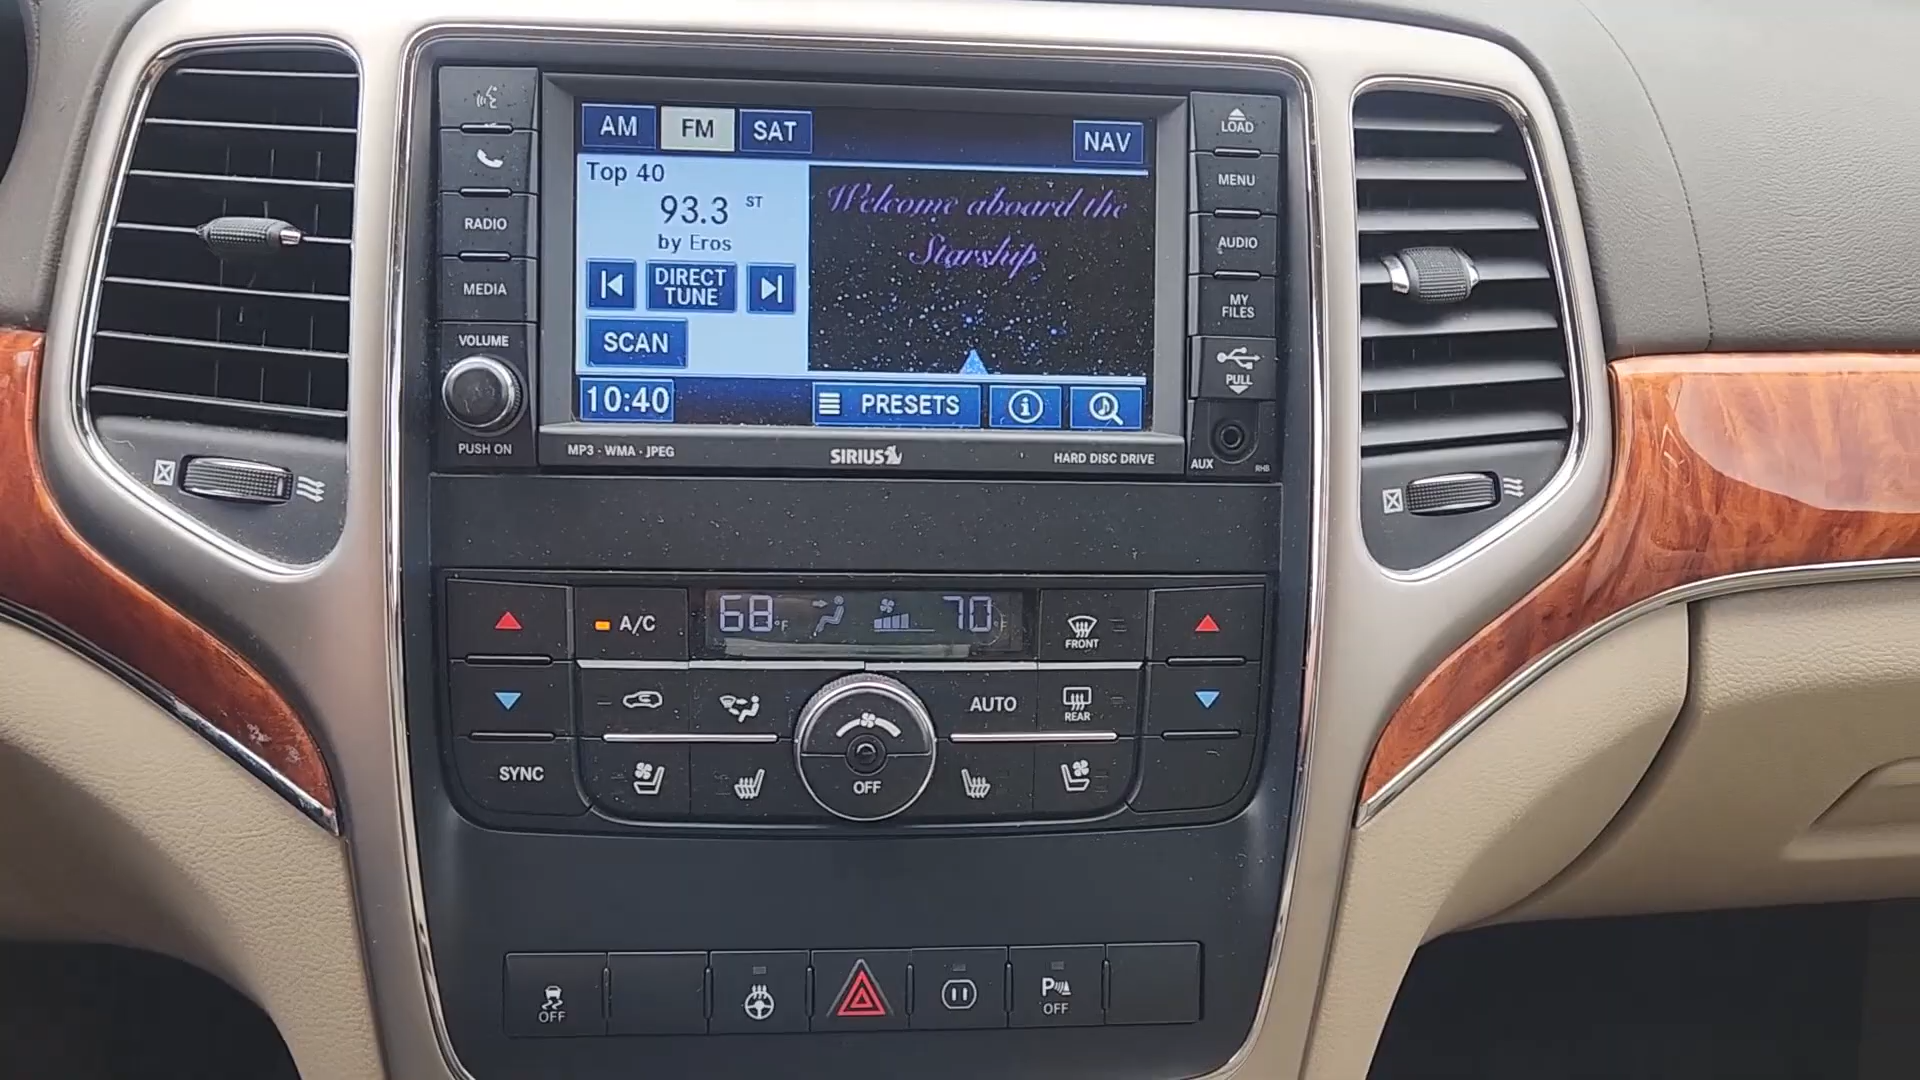 AM FM SAT NAV
Top 40
93.3 ST
by Eros
DIRECT
TUNE
SCAN
Welcome aboard the
Starship
10:40 PRESETS
RADIO
MEDIA
VOLUME
PUSH ON
LOAD
MENU
AUDIO
MY
FILES
PULL
AUX
RHB
MP3 · WMA · JPEG SIRIUS HARD DISC DRIVE
A/C 68°F 70°F FRONT
AUTO REAR
SYNC OFF
OFF P OFF